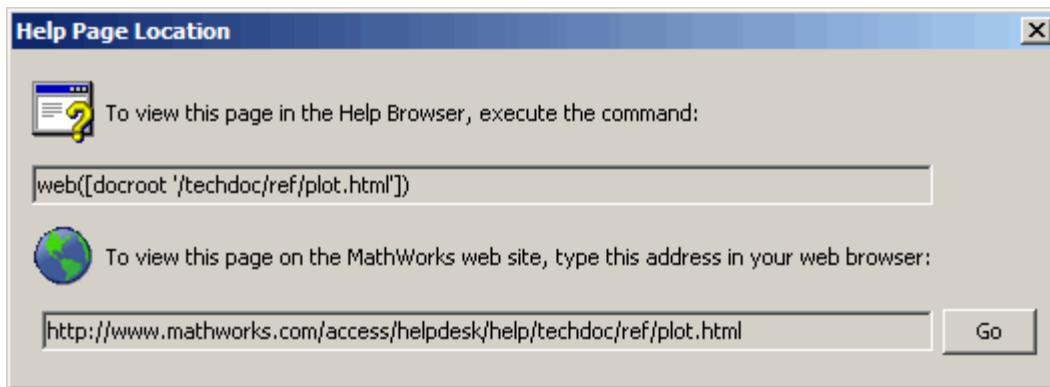 Help Page Location
To view this page in the Help Browser, execute the command:
web([docroot '/techdoc/ref/plot.html'])
To view this page on the MathWorks web site, type this address in your web browser:
http://www.mathworks.com/access/helpdesk/help/techdoc/ref/plot.html
Go